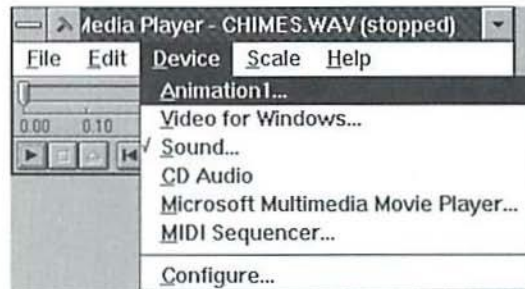 Media Player - CHIMES.WAV (stopped)
File Edit Device Scale Help
Animation1...
0.00 0.10
Video for Windows...
√ Sound...
CD Audio
Microsoft Multimedia Movie Player...
MIDI Sequencer...
Configure...